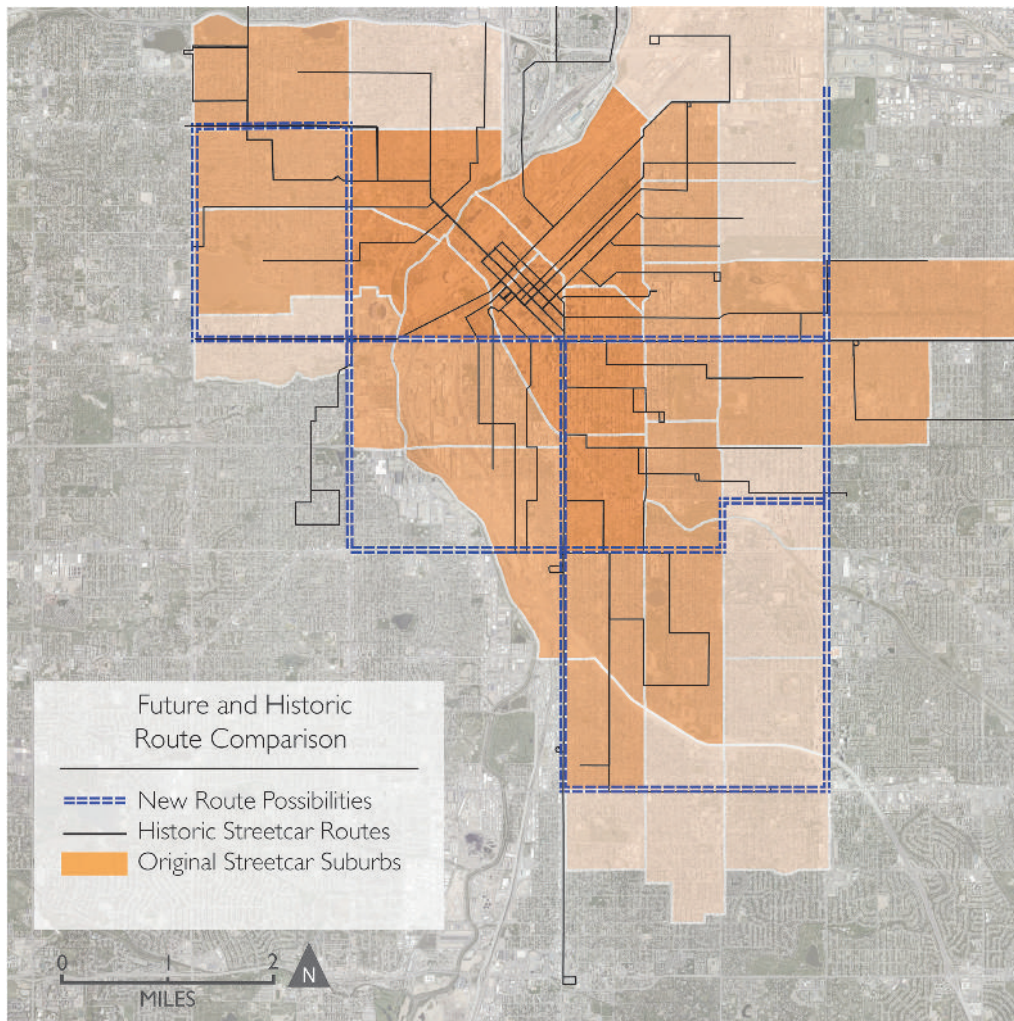 Future and Historic
Route Comparison
New Route Possibilities
Historic Streetcar Routes
Original Streetcar Suburbs
0 1 2
MILES
N